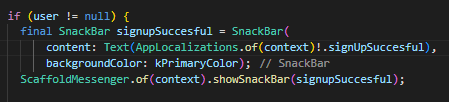 if (user != null) {
final SnackBar signupSuccesful = SnackBar(
content: Text(AppLocalizations.of(context)!.signUpSuccesful),
backgroundColor: kPrimaryColor); // SnackBar
ScaffoldMessenger.of(context).showSnackBar(signupSuccesful);